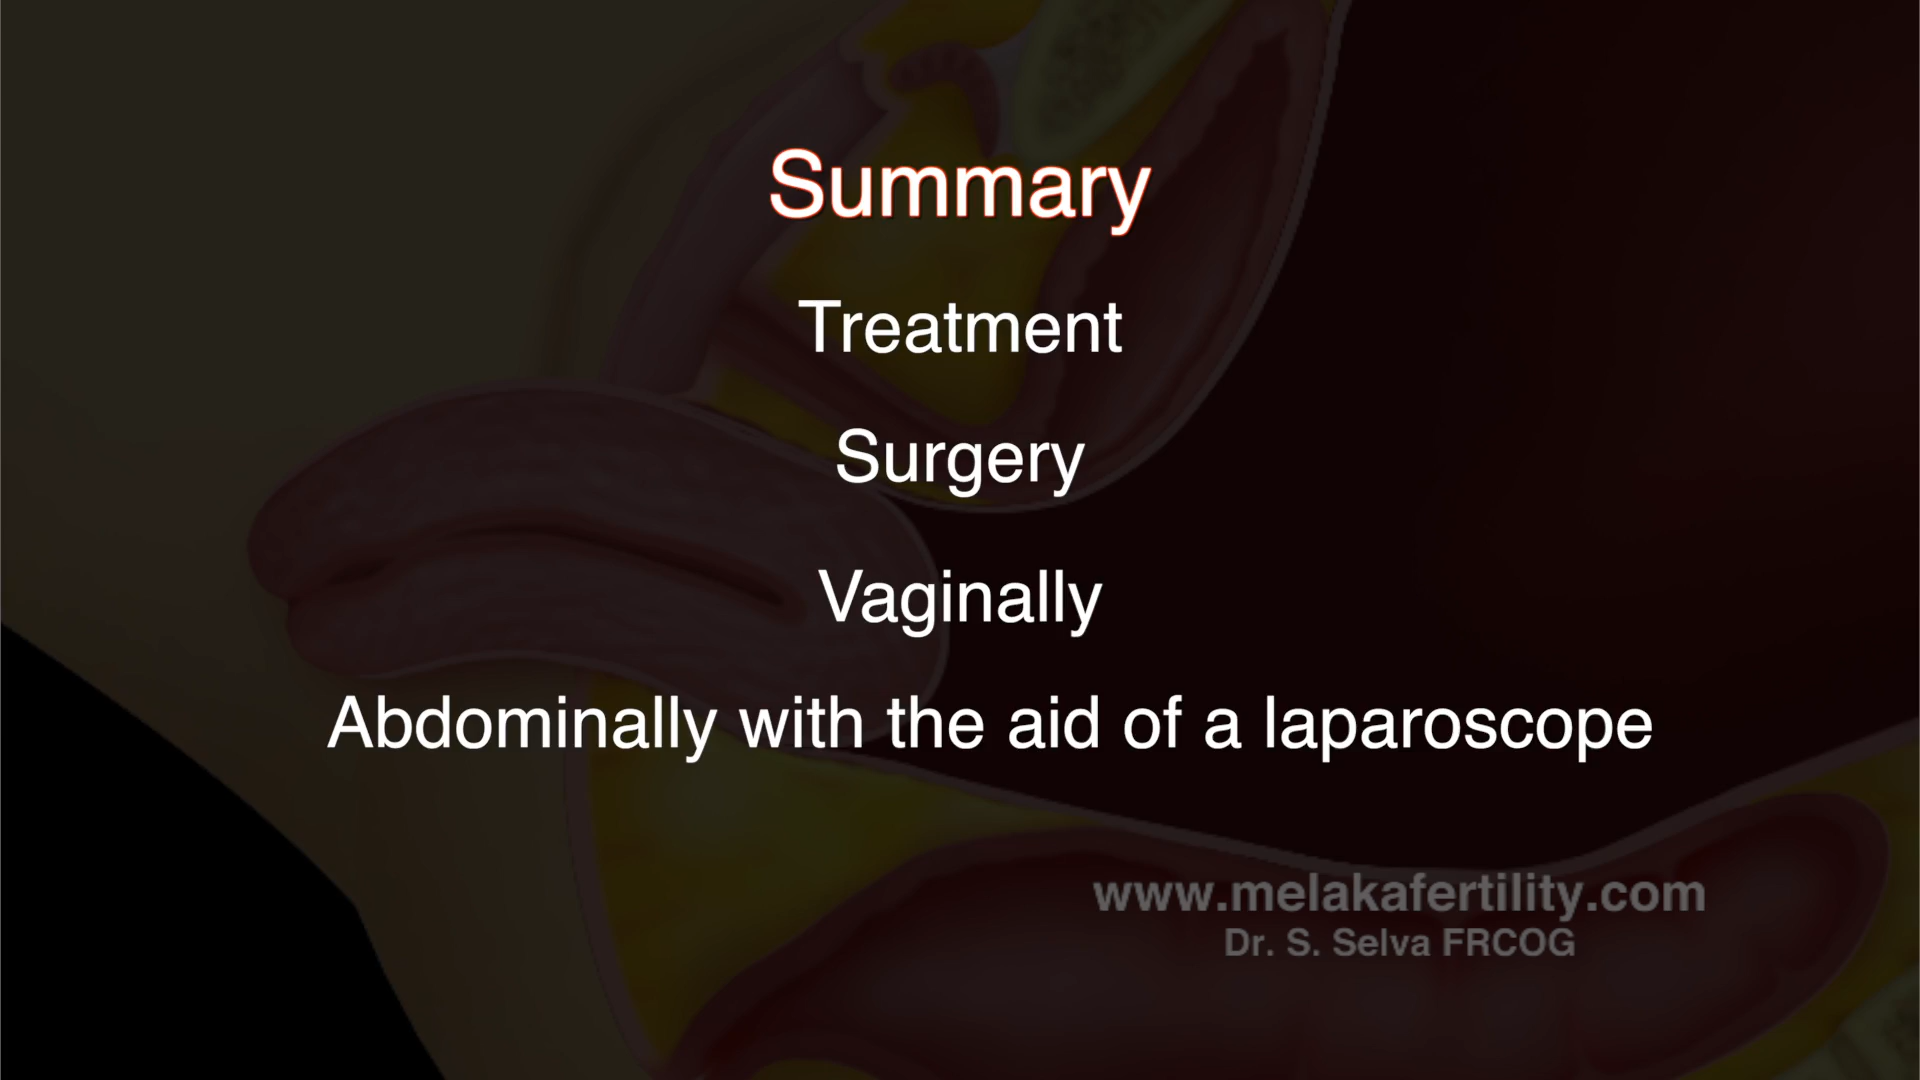 Summary
Treatment
Surgery
Vaginally
Abdominally with the aid of a laparoscope
www.melakafertility.com
Dr. S. Selva FRCOG